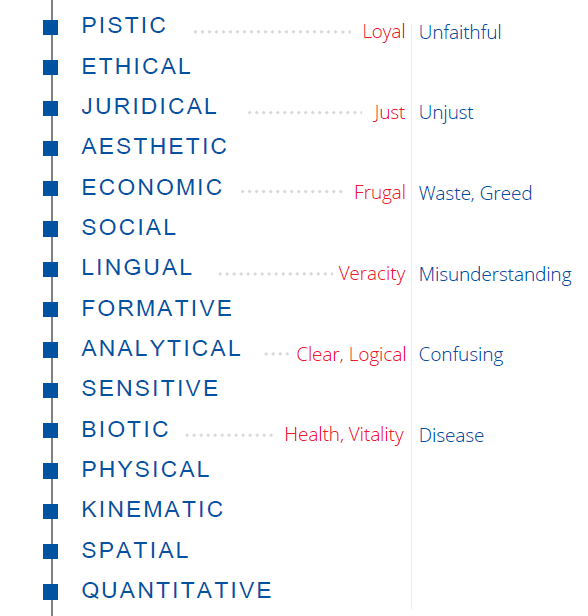 PISTIC Loyal Unfaithful
ETHICAL
JURIDICAL Just Unjust
AESTHETIC
ECONOMIC Frugal Waste, Greed
SOCIAL
LINGUAL Veracity Misunderstanding
FORMATIVE
ANALYTICAL Clear, Logical Confusing
SENSITIVE
BIOTIC Health, Vitality Disease
PHYSICAL
KINEMATIC
SPATIAL
QUANTITATIVE